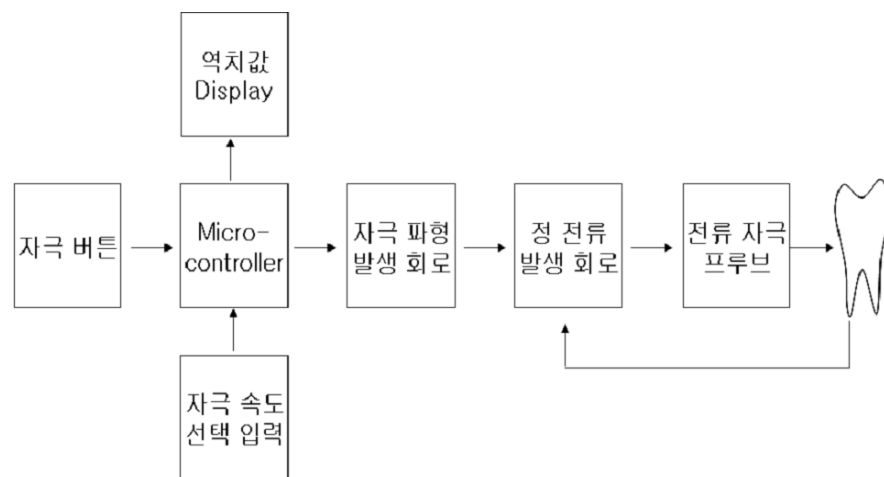 역치값
Display
자극 버튼
Micro-
controller
자극 파형
발생 회로
정 전류
발생 회로
전류 자극
프루브
자극 속도
선택 입력